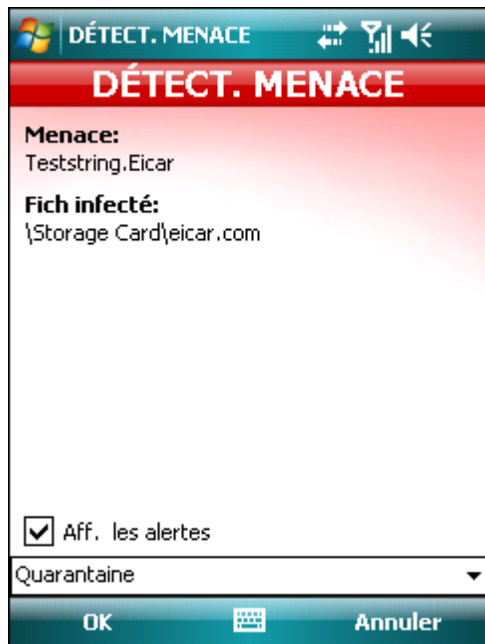 DÉTECT. MENACE
DÉTECT. MENACE
Menace:
Teststring.Eicar
Fich infecté:
\Storage Card\eicar.com
Aff. les alertes
Quarantaine
OK
Annuler